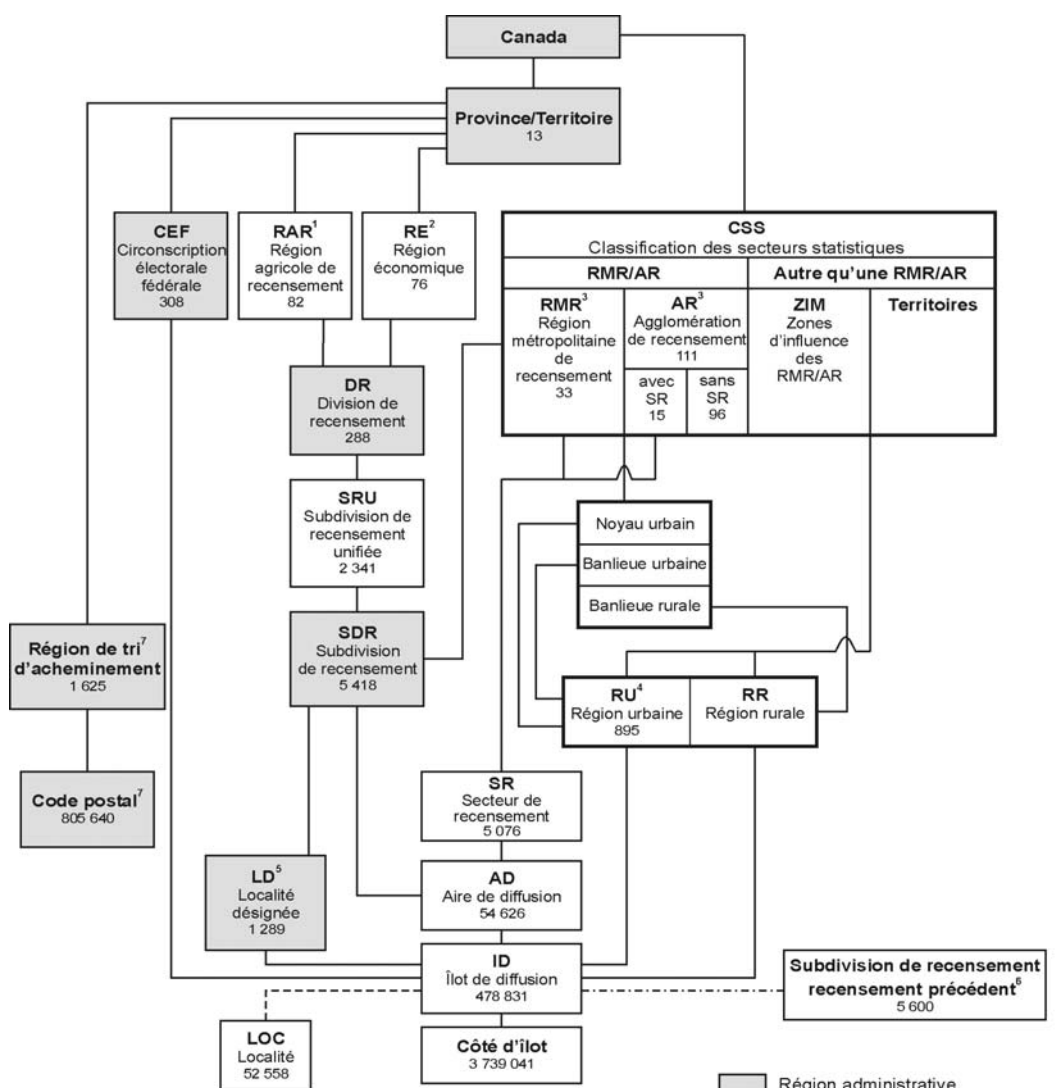 Canada
Province/Territoire
13
CEF
Circonscription
électorale
fédérale
308
RAR¹
Région
agricole de
recensement
82
RE²
Région
économique
76
CSS
Classification des secteurs statistiques
RMR/AR
Autre qu'une RMR/AR
RMR³
Région
métropolitaine
de
recensement
33
AR³
Agglomération
de recensement
111
avec
SR
15
sans
SR
96
ZIM
Zones
d'influence
des
RMR/AR
Territoires
DR
Division de
recensement
288
SRU
Subdivision de
recensement
unifiée
2 341
Noyau urbain
Banlieue urbaine
Banlieue rurale
Région de tri⁷
d'acheminement
1 625
SDR
Subdivision
de recensement
5 418
RU⁴
Région urbaine
895
RR
Région rurale
Code postal⁷
805 640
SR
Secteur de
recensement
5 076
LD⁵
Localité
désignée
1 289
AD
Aire de diffusion
54 626
ID
Îlot de diffusion
478 831
Subdivision de recensement
recensement précédent⁶
5 600
LOC
Localité
52 558
Côté d'îlot
3 739 041
Région administrative